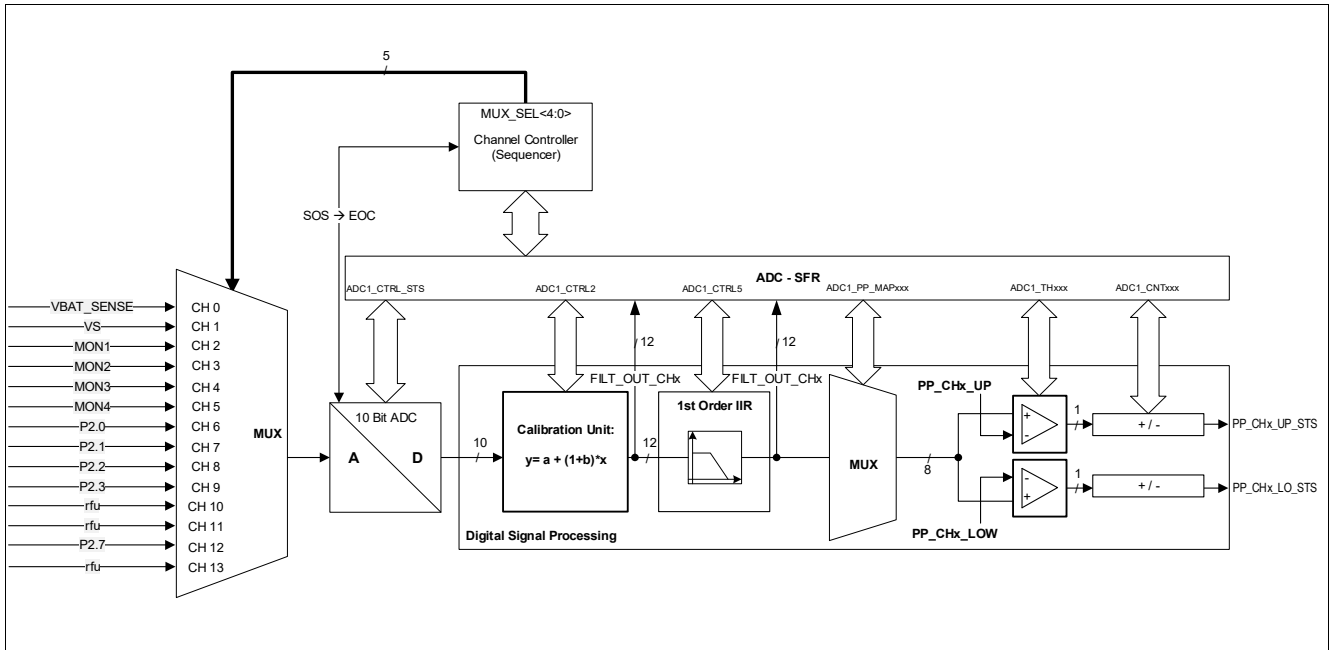 5
MUX_SEL<4:0>
Channel Controller
(Sequencer)
SOS → EOC
ADC - SFR
ADC1_CTRL_STS
ADC1_CTRL2
ADC1_CTRL5
ADC1_PP_MAPxxx
ADC1_THxxx
ADC1_CNTxxx
VBAT_SENSE
CH 0
VS
CH 1
MON1
CH 2
MON2
CH 3
MON3
CH 4
MON4
CH 5
P2.0
CH 6
P2.1
CH 7
P2.2
CH 8
P2.3
CH 9
rfu
CH 10
rfu
CH 11
P2.7
CH 12
rfu
CH 13
MUX
10 Bit ADC
A
D
10
12
12
FILT_OUT_CHx
FILT_OUT_CHx
Calibration Unit:
y= a + (1+b)*x
12
1st Order IIR
MUX
8
PP_CHx_UP
+
-
1
+ / -
PP_CHx_UP_STS
-
+
1
+ / -
PP_CHx_LO_STS
PP_CHx_LOW
Digital Signal Processing